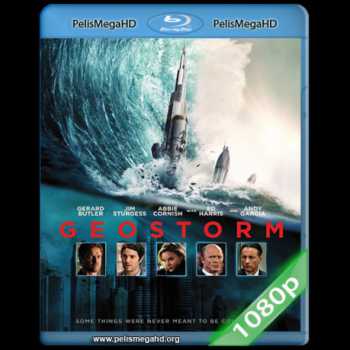 PelisMegaHD PelisMegaHD
GERARD BUTLER JIM STURGESS ABBIE CORNISH WITH ED HARRIS AND ANDY GARCIA
GEOSTORM
SOME THINGS WERE NEVER MEANT TO BE
www.pelismegahd.org
1080p